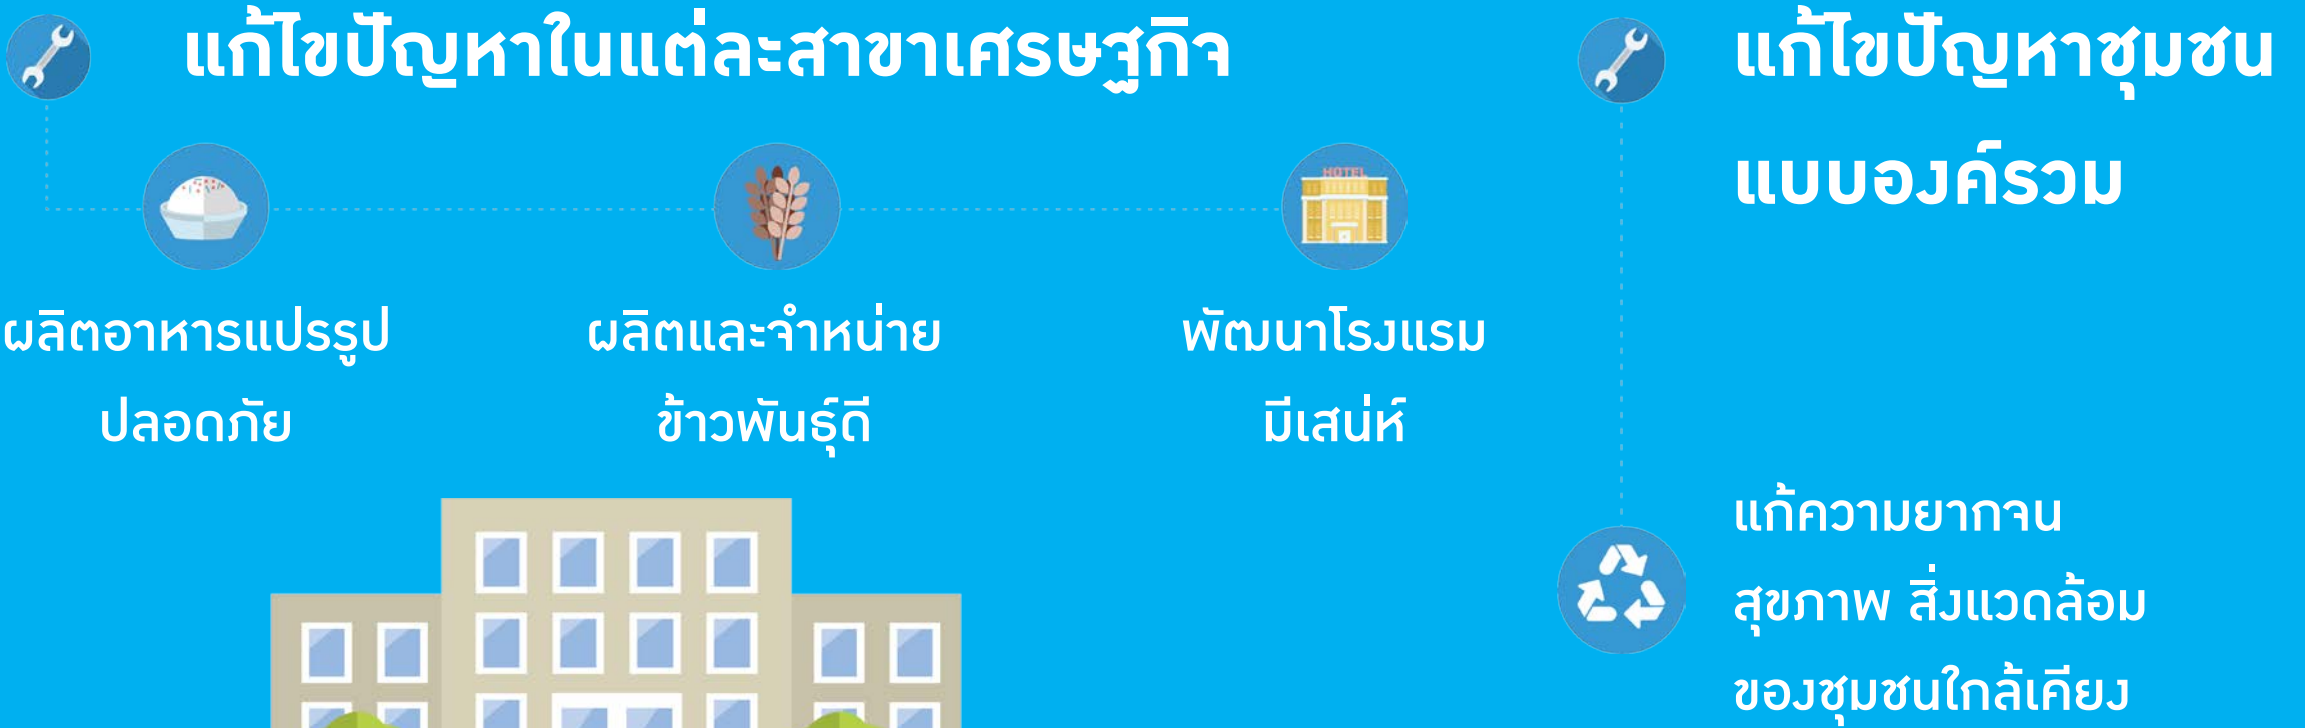 แก้ไขปัญหาในแต่ละสาขาเศรษฐกิจ
HOTEL
ผลิตอาหารแปรรูป
ปลอดภัย
ผลิตและจำหน่าย
ข้าวพันธุ์ดี
พัฒนาโรงแรม
มีเสน่ห์
แก้ไขปัญหาชุมชน
แบบองค์รวม
แก้ความยากจน
สุขภาพ สิ่งแวดล้อม
ของชุมชนใกล้เคียง